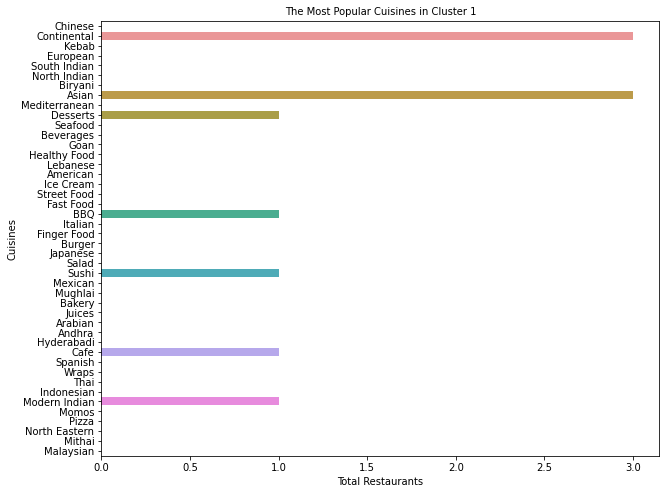 The Most Popular Cuisines in Cluster 1
Chinese
Continental
Kebab
European
South Indian
North Indian
Biryani
Asian
Mediterranean
Desserts
Seafood
Beverages
Goan
Healthy Food
Lebanese
American
Ice Cream
Street Food
Fast Food
BBQ
Italian
Finger Food
Burger
Japanese
Salad
Sushi
Mexican
Mughlai
Bakery
Juices
Arabian
Andhra
Hyderabadi
Cafe
Spanish
Wraps
Thai
Indonesian
Modern Indian
Momos
Pizza
North Eastern
Mithai
Malaysian
Cuisines
0.0 0.5 1.0 1.5 2.0 2.5 3.0
Total Restaurants